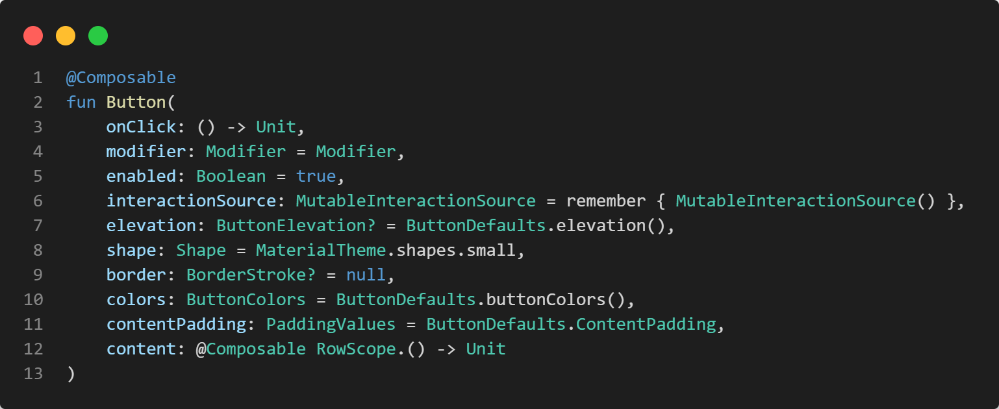 1 @Composable
2 fun Button(
3     onClick: () -> Unit,
4     modifier: Modifier = Modifier,
5     enabled: Boolean = true,
6     interactionSource: MutableInteractionSource = remember { MutableInteractionSource() },
7     elevation: ButtonElevation? = ButtonDefaults.elevation(),
8     shape: Shape = MaterialTheme.shapes.small,
9     border: BorderStroke? = null,
10     colors: ButtonColors = ButtonDefaults.buttonColors(),
11     contentPadding: PaddingValues = ButtonDefaults.ContentPadding,
12     content: @Composable RowScope.() -> Unit
13 )